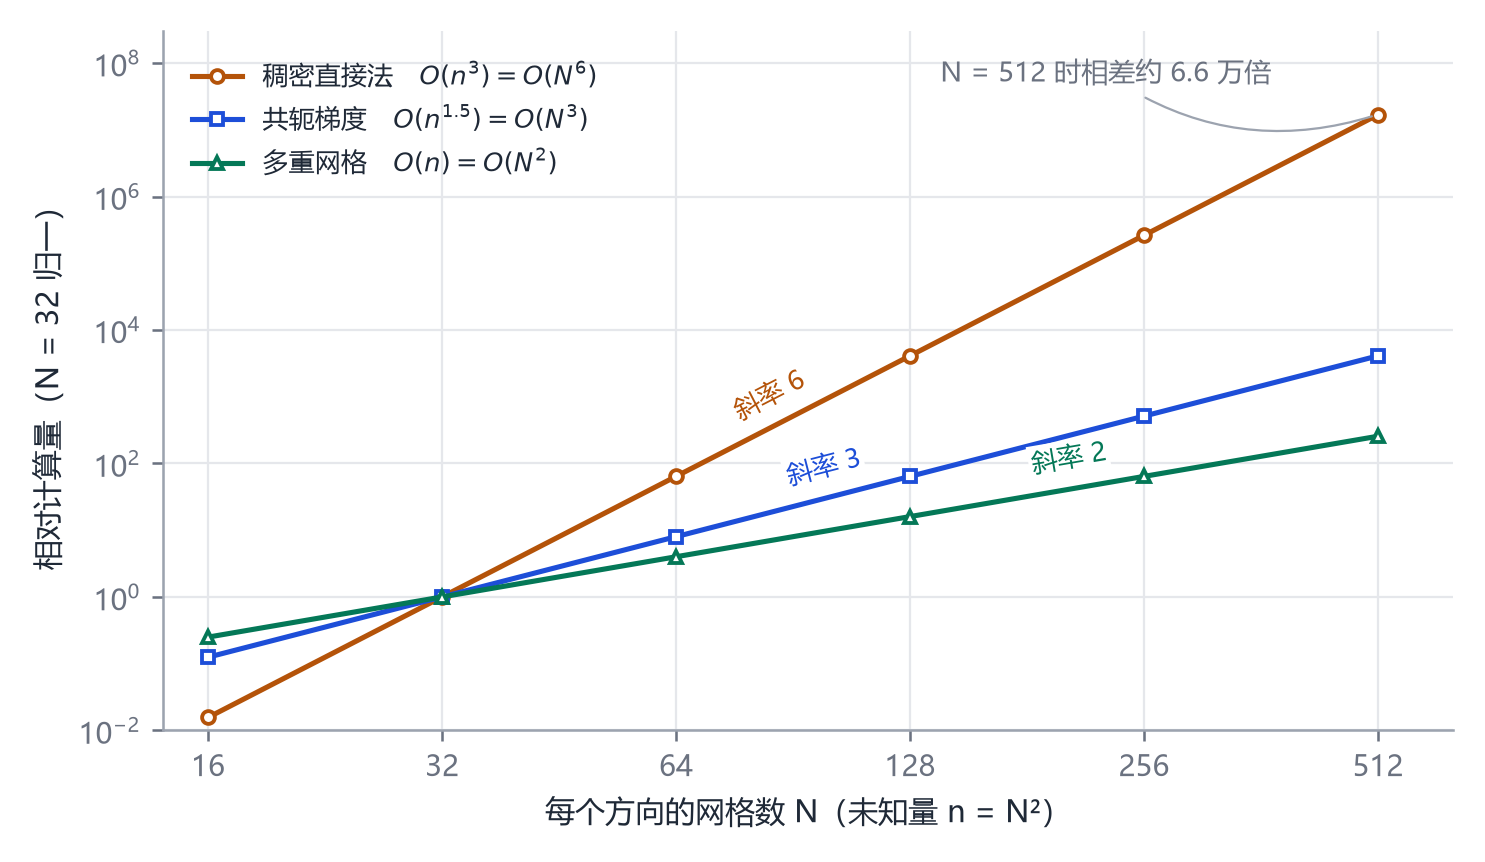 稠密直接法 O(n³) = O(N⁶)
共轭梯度 O(n¹·⁵) = O(N³)
多重网格 O(n) = O(N²)
N = 512 时相差约 6.6 万倍
斜率 6
斜率 3
斜率 2
相对计算量（N = 32 归一）
10⁸
10⁶
10⁴
10²
10⁰
10⁻²
16 32 64 128 256 512
每个方向的网格数 N（未知量 n = N²）